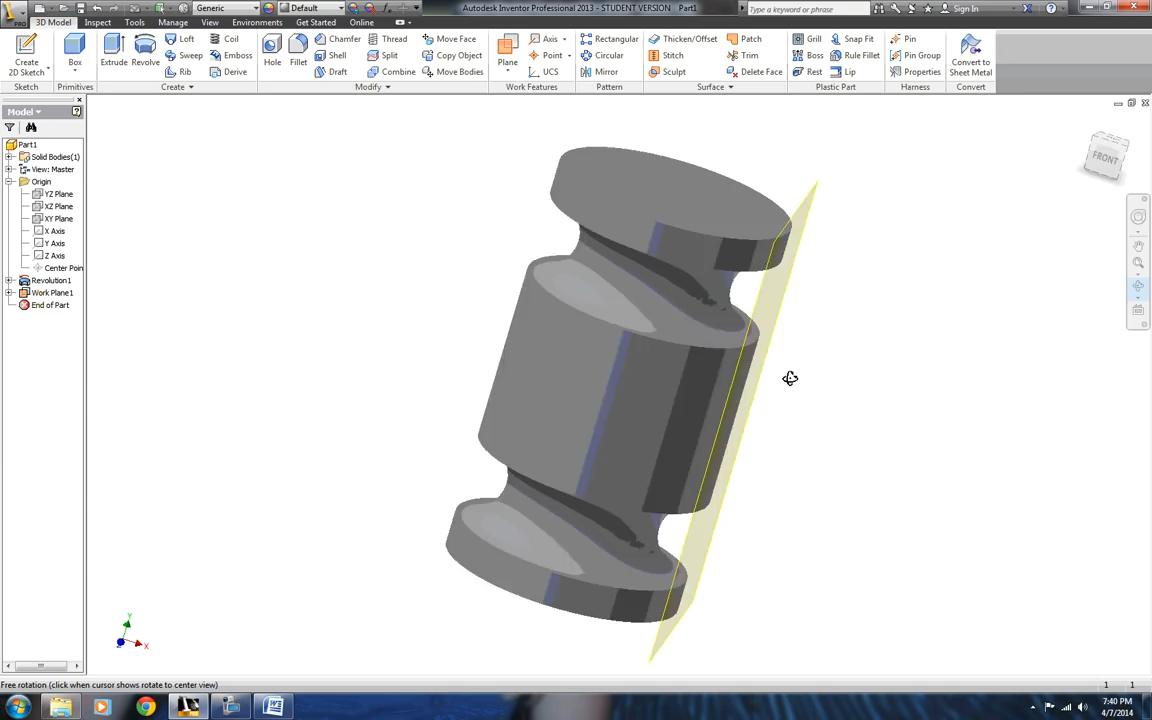 Generic
Default
Autodesk Inventor Professional 2013 - STUDENT VERSION Part1
Type a keyword or phrase
Sign In
PRO
3D Model
Inspect
Tools
Manage
View
Environments
Get Started
Online
Create
2D Sketch
Box
Extrude
Revolve
Loft
Sweep
Rib
Coil
Emboss
Derive
Hole
Fillet
Chamfer
Shell
Draft
Thread
Split
Combine
Move Face
Copy Object
Move Bodies
Plane
Axis
Point
UCS
Rectangular
Circular
Mirror
Thicken/Offset
Stitch
Sculpt
Patch
Trim
Delete Face
Grill
Boss
Rest
Snap Fit
Rule Fillet
Lip
Pin
Pin Group
Properties
Convert to
Sheet Metal
Sketch
Primitives
Create
Modify
Work Features
Pattern
Surface
Plastic Part
Harness
Convert
Model
Part1
Solid Bodies(1)
View: Master
Origin
YZ Plane
XZ Plane
XY Plane
X Axis
Y Axis
Z Axis
Center Poin
Revolution1
Work Plane1
End of Part
FRONT
Y
X
Z
Free rotation (click when cursor shows rotate to center view)
1 1
7:40 PM
4/7/2014